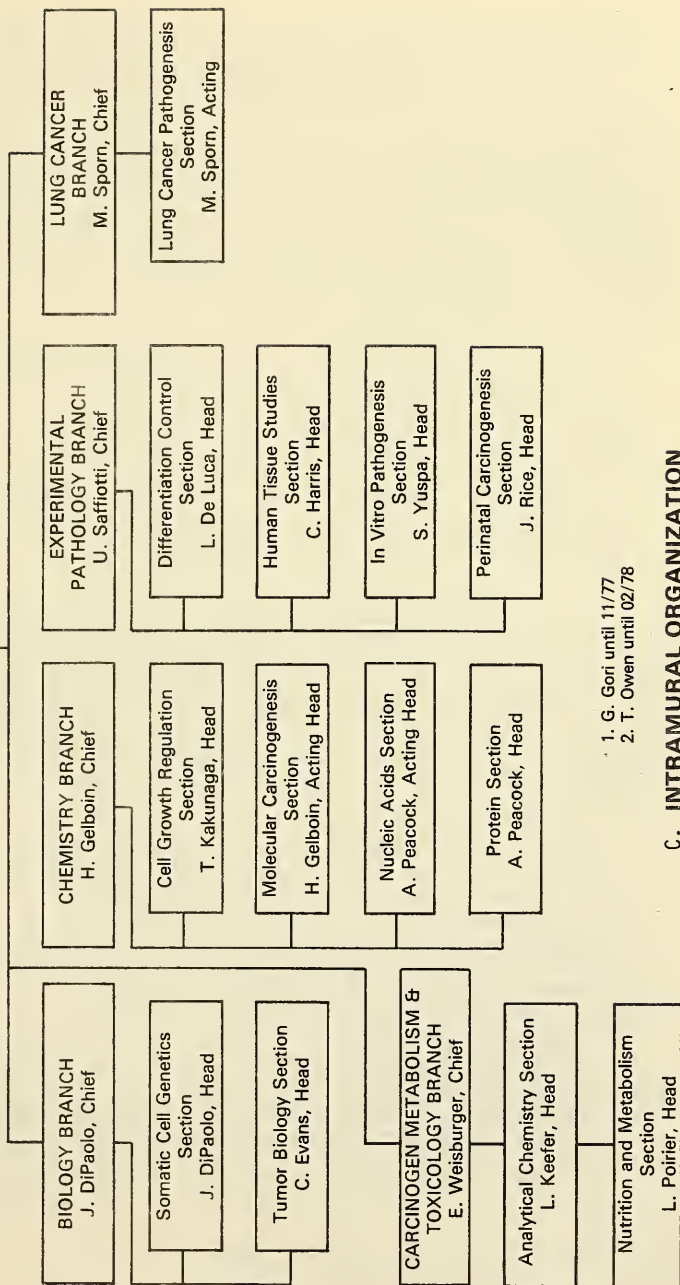 BIOLOGY BRANCH
J. DiPaolo, Chief
Somatic Cell Genetics
Section
J. DiPaolo, Head
Tumor Biology Section
C. Evans, Head
CHEMISTRY BRANCH
H. Gelboin, Chief
Cell Growth Regulation
Section
T. Kakunaga, Head
Molecular Carcinogenesis
Section
H. Gelboin, Acting Head
Nucleic Acids Section
A. Peacock, Acting Head
Protein Section
A. Peacock, Head
EXPERIMENTAL
PATHOLOGY BRANCH
U. Saffiotti, Chief
Differentiation Control
Section
L. De Luca, Head
Human Tissue Studies
Section
C. Harris, Head
In Vitro Pathogenesis
Section
S. Yuspa, Head
Perinatal Carcinogenesis
Section
J. Rice, Head
LUNG CANCER
BRANCH
M. Sporn, Chief
Lung Cancer Pathogenesis
Section
M. Sporn, Acting
CARCINOGEN METABOLISM &
TOXICOLOGY BRANCH
E. Weisburger, Chief
Analytical Chemistry Section
L. Keefer, Head
Nutrition and Metabolism
Section
L. Poirier, Head
1. G. Gori until 11/77
2. T. Owen until 02/78
C. INTRAMURAL ORGANIZATION